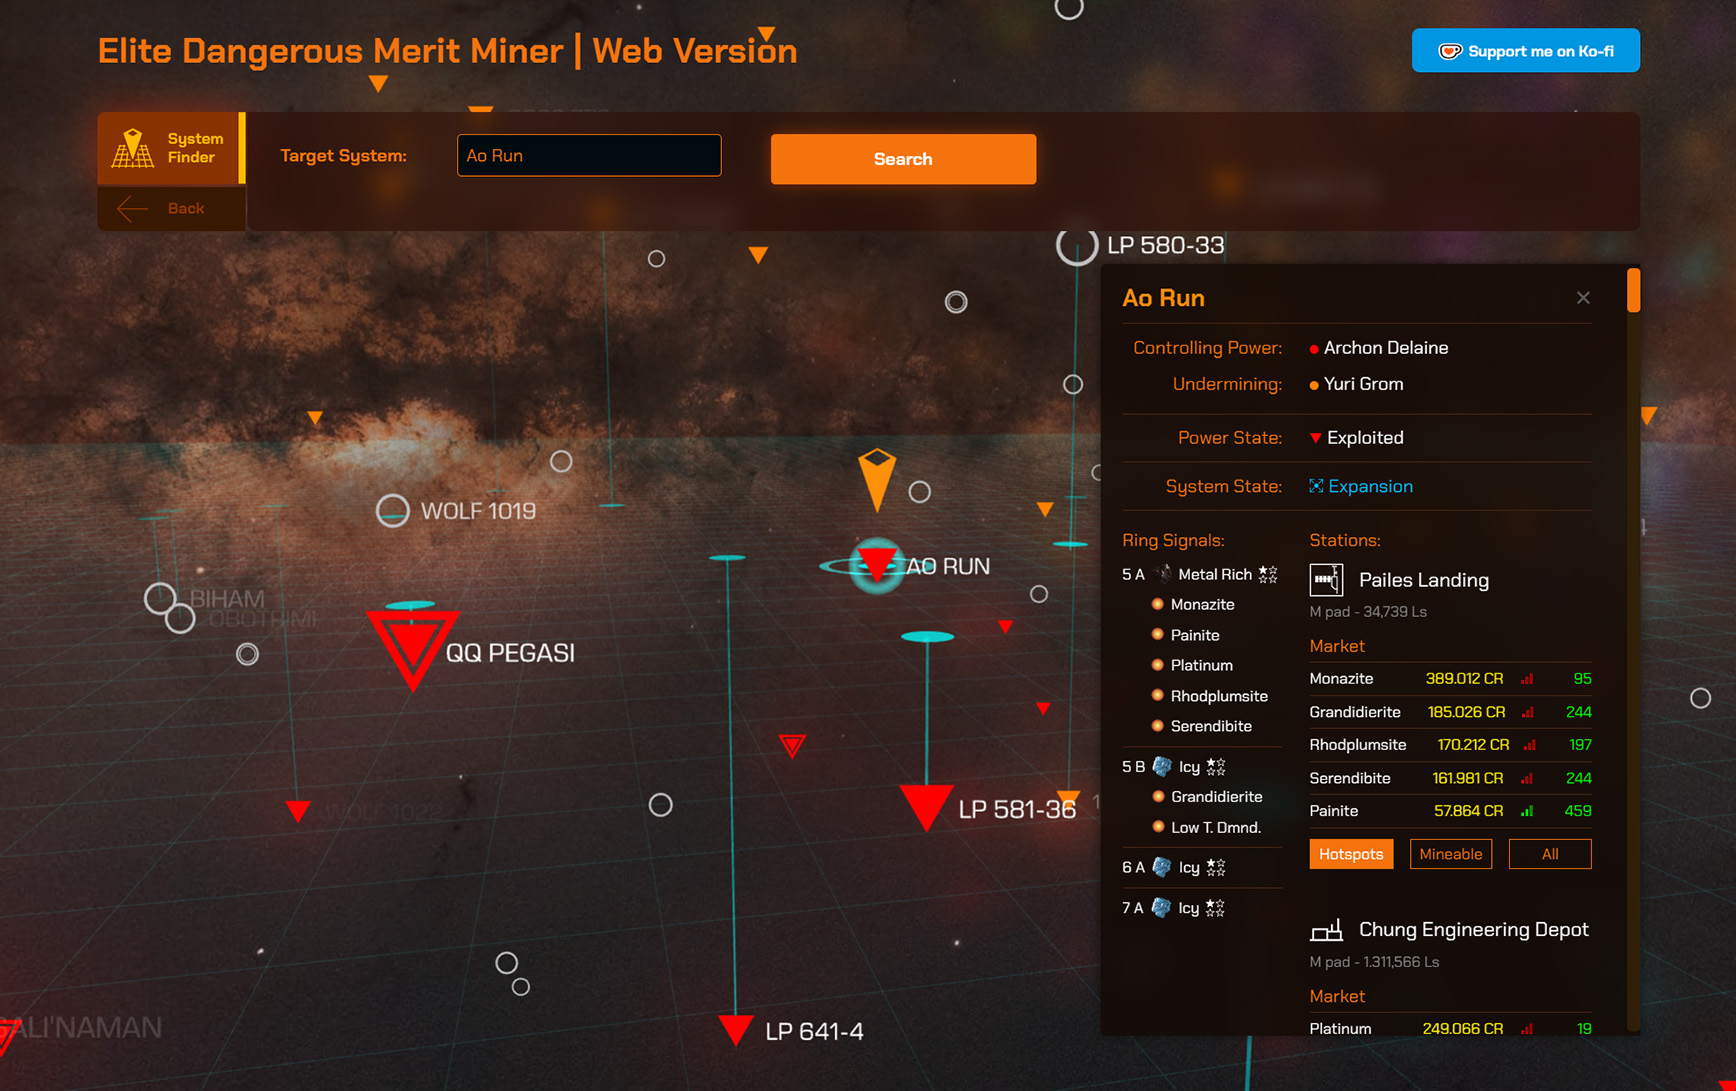 Elite Dangerous Merit Miner | Web Version
Support me on Ko-fi
System
Finder
Back
Target System:
Ao Run
Search
LP 580-33
WOLF 1019
AO RUN
BIHAM
OBOTRIMI
QQ PEGASI
LP 581-36
LP 641-4
Ao Run
Controlling Power:
Archon Delaine
Undermining:
Yuri Grom
Power State:
Exploited
System State:
Expansion
Ring Signals:
5 A Metal Rich
Monazite
Painite
Platinum
Rhodplumsite
Serendibite
5 B Icy
Grandidierite
Low T. Dmnd.
6 A Icy
7 A Icy
Stations:
Pailes Landing
M pad - 34,739 Ls
Market
Monazite 389.012 CR 95
Grandidierite 185.026 CR 244
Rhodplumsite 170.212 CR 197
Serendibite 161.981 CR 244
Painite 57.864 CR 459
Hotspots
Mineable
All
Chung Engineering Depot
M pad - 1.311,566 Ls
Market
Platinum 249.066 CR 19